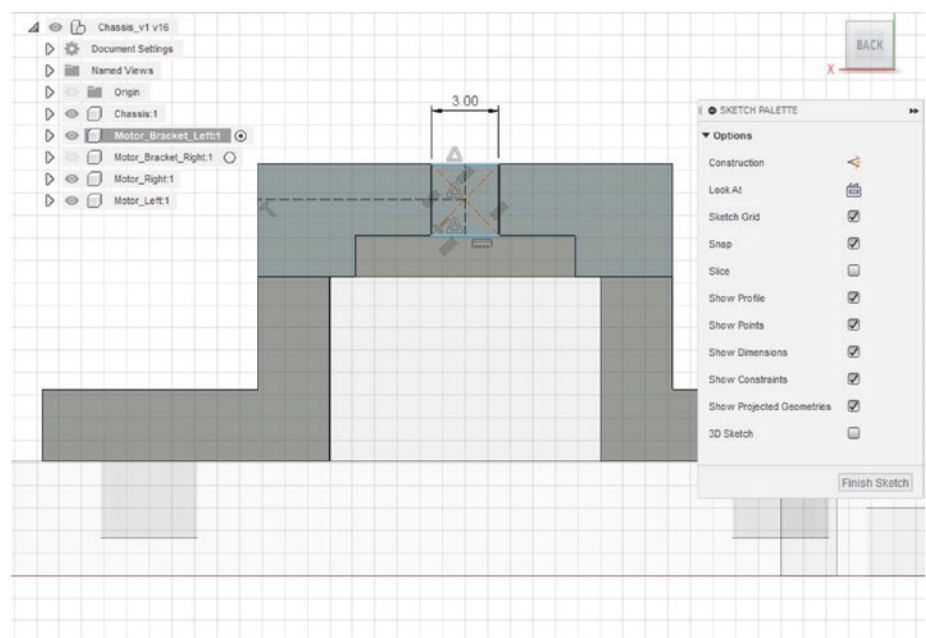 Chassis_v1 v16
Document Settings
Named Views
Origin
Chassis:1
Motor_Bracket_Left:1
Motor_Bracket_Right:1
Motor_Right:1
Motor_Left:1
3.00
BACK
X
SKETCH PALETTE
Options
Construction
Look At
Sketch Grid
Snap
Slice
Show Profile
Show Points
Show Dimensions
Show Constraints
Show Projected Geometries
3D Sketch
Finish Sketch